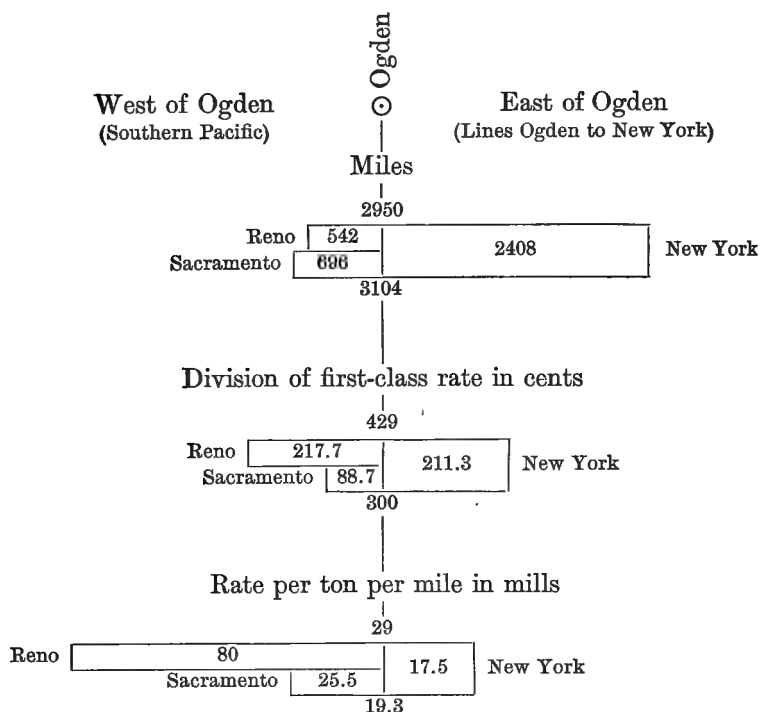 Ogden
West of Ogden
(Southern Pacific)
East of Ogden
(Lines Ogden to New York)
Miles
2950
Reno 542 2408 New York
Sacramento 696
3104
Division of first-class rate in cents
429
Reno 217.7 211.3 New York
Sacramento 88.7
300
Rate per ton per mile in mills
29
Reno 80 17.5 New York
Sacramento 25.5
19.3